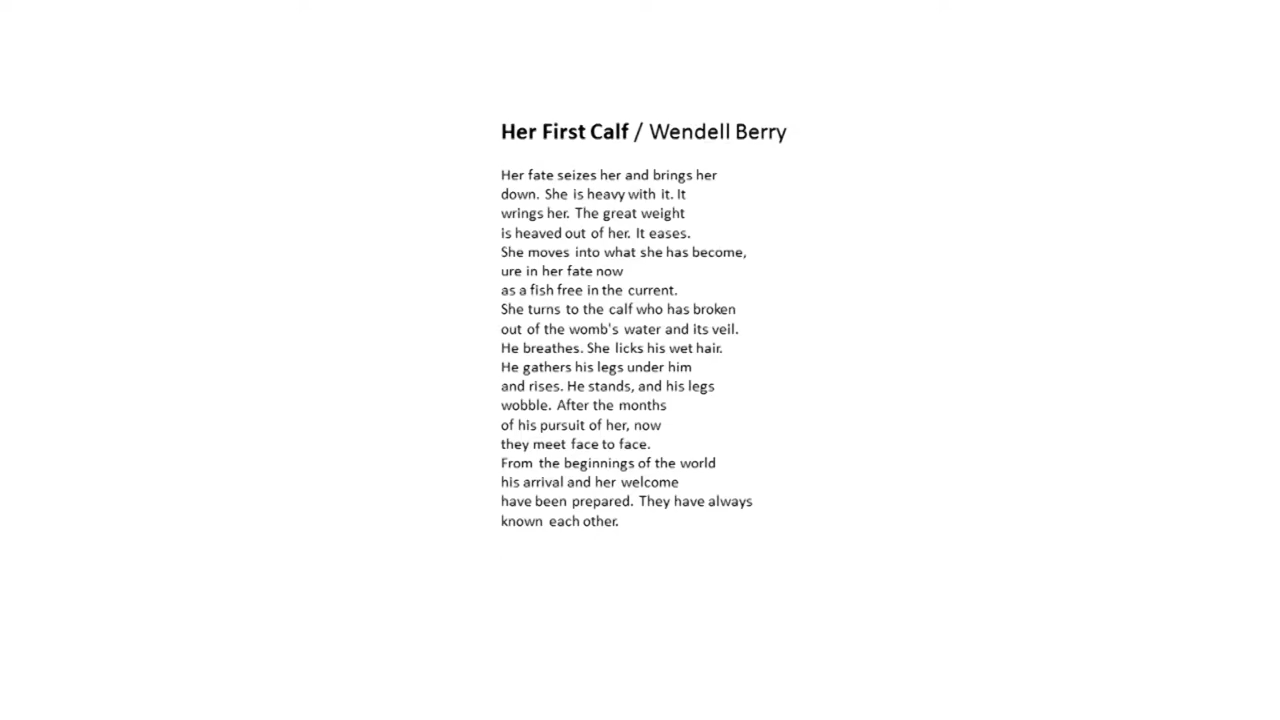 Her First Calf / Wendell Berry
Her fate seizes her and brings her
down. She is heavy with it. It
wrings her. The great weight
is heaved out of her. It eases.
She moves into what she has become,
ure in her fate now
as a fish free in the current.
She turns to the calf who has broken
out of the womb's water and its veil.
He breathes. She licks his wet hair.
He gathers his legs under him
and rises. He stands, and his legs
wobble. After the months
of his pursuit of her, now
they meet face to face.
From the beginnings of the world
his arrival and her welcome
have been prepared. They have always
known each other.